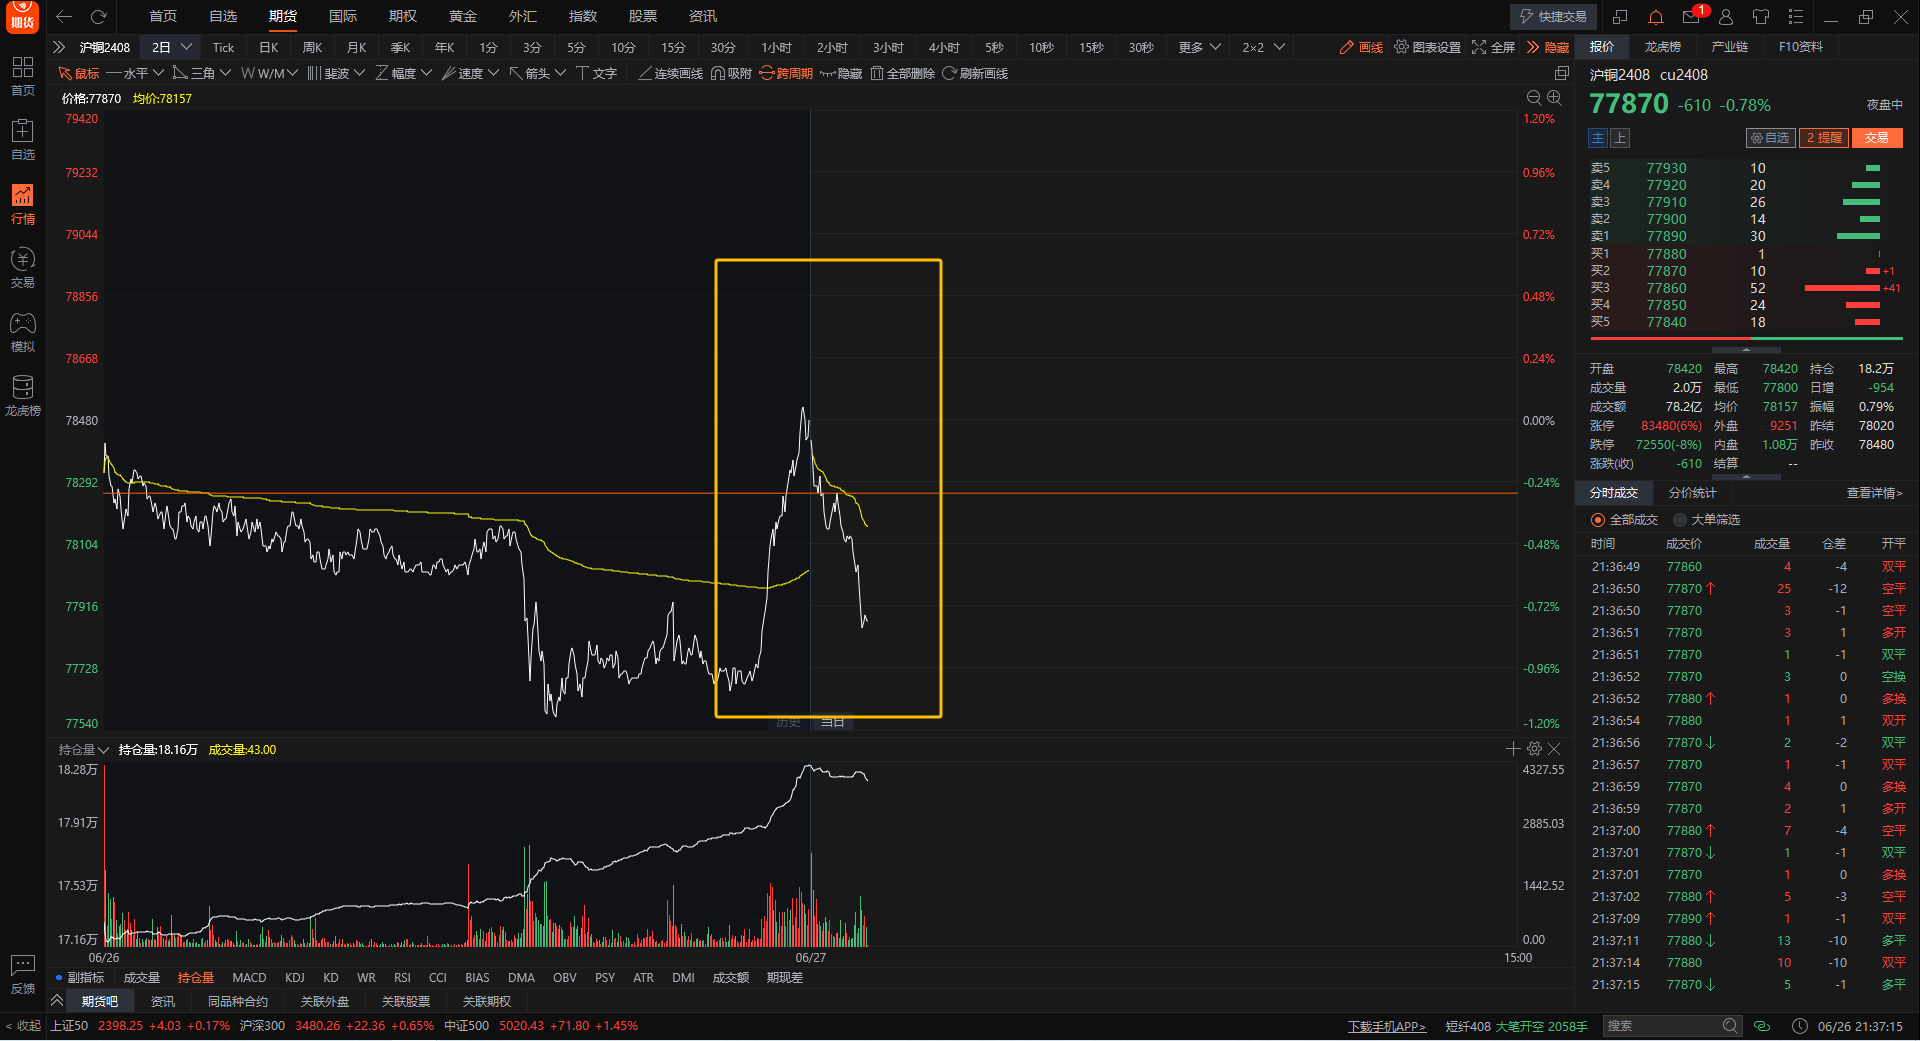 期货
首页 自选 期货 国际 期权 黄金 外汇 指数 股票 资讯
快捷交易
1
沪铜2408 2日 Tick 日K 周K 月K 季K 年K 1分 3分 5分 10分 15分 30分 1小时 2小时 3小时 4小时 5秒 10秒 15秒 30秒 更多 2×2
画线 图表设置 全屏 隐藏
鼠标 水平 三角 W/M 斐波 幅度 速度 箭头 文字 连续画线 吸附 跨周期 隐藏 全部删除 刷新画线
首页
自选
行情
交易
模拟
龙虎榜
反馈
价格:77870 均价:78157
79420 1.20%
79232 0.96%
79044 0.72%
78856 0.48%
78668 0.24%
78480 0.00%
78292 -0.24%
78104 -0.48%
77916 -0.72%
77728 -0.96%
77540 -1.20%
历史 当日
持仓量 持仓量:18.16万 成交量:43.00
18.28万 4327.55
17.91万 2885.03
17.53万 1442.52
17.16万 0.00
06/26 06/27 15:00
副指标 成交量 持仓量 MACD KDJ KD WR RSI CCI BIAS DMA OBV PSY ATR DMI 成交额 期现差
期货吧 资讯 同品种合约 关联外盘 关联股票 关联期权
报价 龙虎榜 产业链 F10资料
沪铜2408 cu2408
77870 -610 -0.78% 夜盘中
主 上 自选 2 提醒 交易
卖5 77930 10
卖4 77920 20
卖3 77910 26
卖2 77900 14
卖1 77890 30
买1 77880 1
买2 77870 10 +1
买3 77860 52 +41
买4 77850 24
买5 77840 18
开盘 78420 最高 78420 持仓 18.2万
成交量 2.0万 最低 77800 日增 -954
成交额 78.2亿 均价 78157 振幅 0.79%
涨停 83480(6%) 外盘 9251 昨结 78020
跌停 72550(-8%) 内盘 1.08万 昨收 78480
涨跌(收) -610 结算 --
分时成交 分价统计 查看详情>
全部成交 大单筛选
时间 成交价 成交量 仓差 开平
21:36:49 77860 4 -4 双平
21:36:50 77870↑ 25 -12 空平
21:36:50 77870 3 -1 空平
21:36:51 77870 3 1 多开
21:36:51 77870 1 -1 双平
21:36:52 77870 3 0 空换
21:36:52 77880↑ 1 0 多换
21:36:54 77880 1 1 双开
21:36:56 77870↓ 2 -2 双平
21:36:57 77870 1 -1 双平
21:36:59 77870 4 0 多换
21:36:59 77870 2 1 多开
21:37:00 77880↑ 7 -4 空平
21:37:01 77870↓ 1 -1 双平
21:37:01 77870 1 0 多换
21:37:02 77880↑ 5 -3 空平
21:37:09 77890↑ 1 -1 双平
21:37:11 77880↓ 13 -10 多平
21:37:14 77880 10 -10 双平
21:37:15 77870↓ 5 -1 多平
< 收起 上证50 2398.25 +4.03 +0.17% 沪深300 3480.26 +22.36 +0.65% 中证500 5020.43 +71.80 +1.45% 下载手机APP> 短纤408 大笔开空 2058手 搜索 06/26 21:37:15